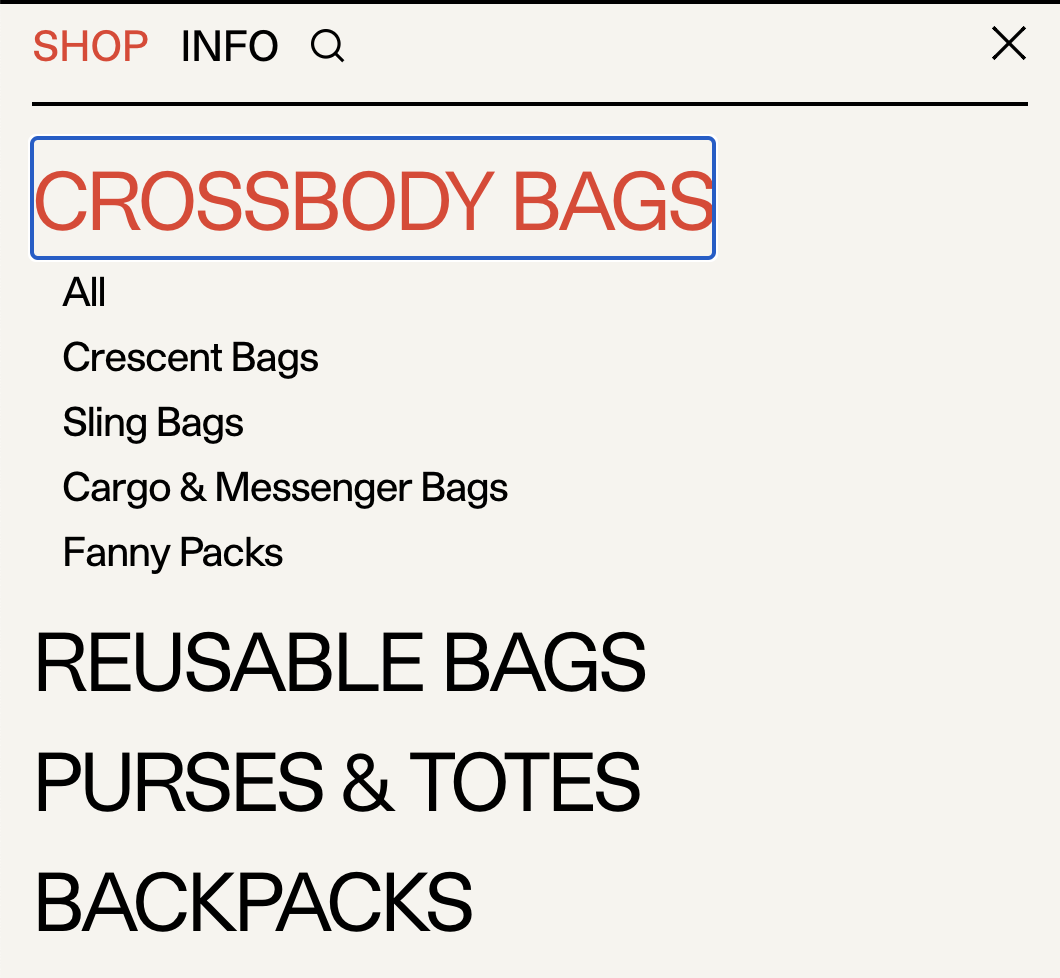 SHOP INFO
CROSSBODY BAGS
All
Crescent Bags
Sling Bags
Cargo & Messenger Bags
Fanny Packs
REUSABLE BAGS
PURSES & TOTES
BACKPACKS